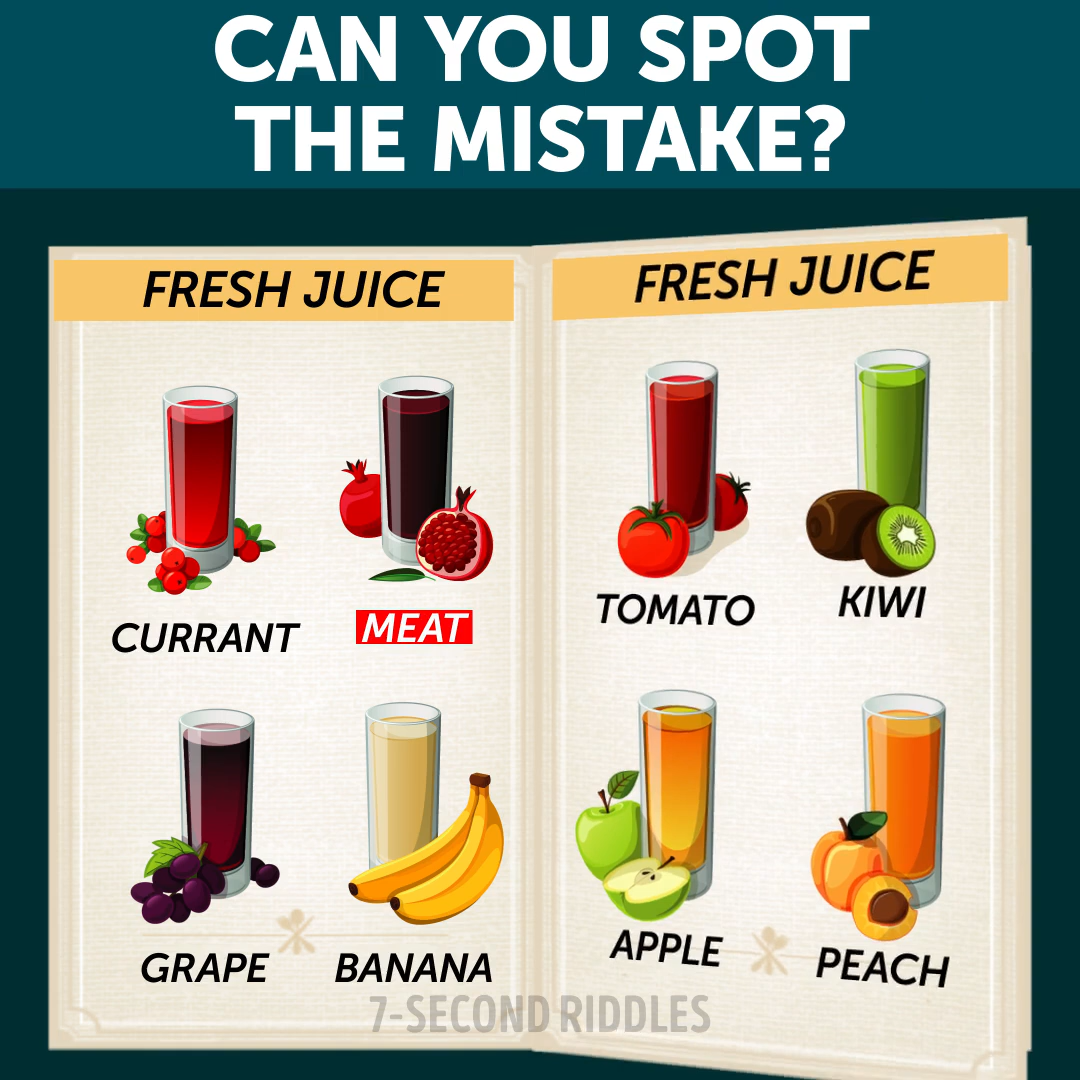 CAN YOU SPOT
THE MISTAKE?
FRESH JUICE
CURRANT
MEAT
GRAPE
BANANA
FRESH JUICE
TOMATO
KIWI
APPLE
PEACH
7-SECOND RIDDLES